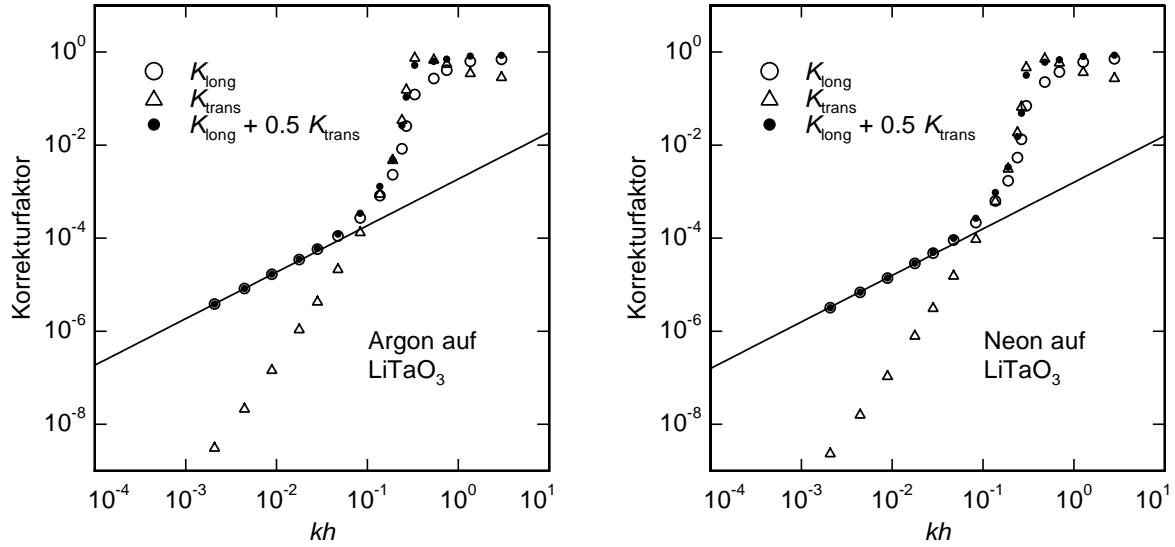 10^0
10^-2
10^-4
10^-6
10^-8
Korrekturfaktor
K_long
K_trans
K_long + 0.5 K_trans
Argon auf
LiTaO_3
10^-4 10^-3 10^-2 10^-1 10^0 10^1
kh
10^0
10^-2
10^-4
10^-6
10^-8
Korrekturfaktor
K_long
K_trans
K_long + 0.5 K_trans
Neon auf
LiTaO_3
10^-4 10^-3 10^-2 10^-1 10^0 10^1
kh